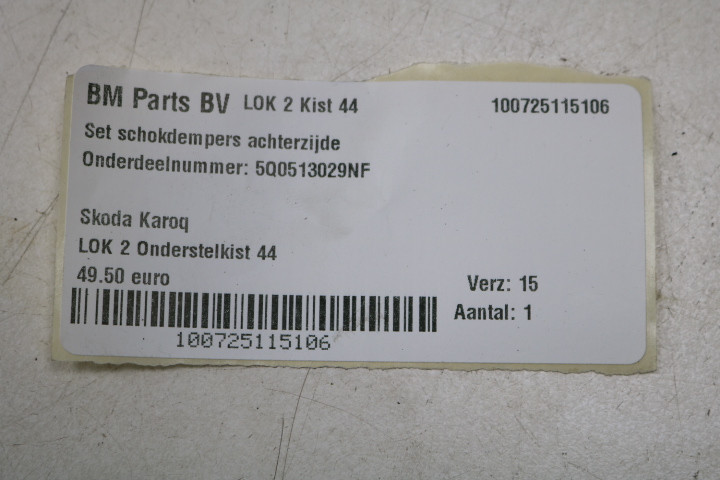 BM Parts BV LOK 2 Kist 44 100725115106
Set schokdempers achterzijde
Onderdeelnummer: 5Q0513029NF
Skoda Karoq
LOK 2 Onderstelkist 44
49.50 euro Verz: 15
Aantal: 1
100725115106